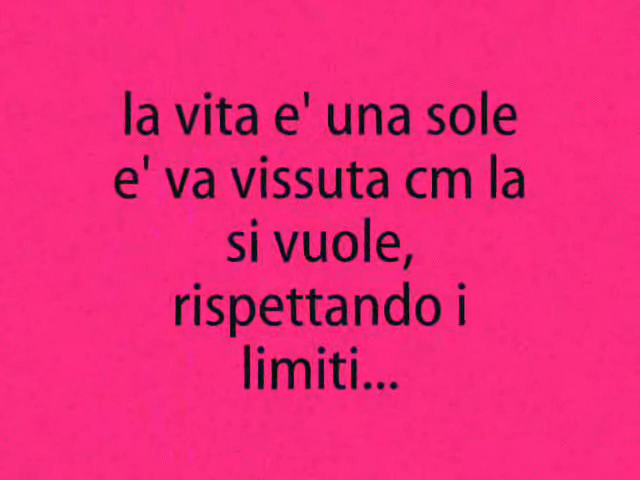 la vita e' una sole
e' va vissuta cm la
si vuole,
rispettando i
limiti...